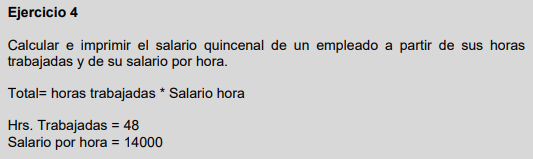 Ejercicio 4
Calcular e imprimir el salario quincenal de un empleado a partir de sus horas
trabajadas y de su salario por hora.
Total= horas trabajadas * Salario hora
Hrs. Trabajadas = 48
Salario por hora = 14000